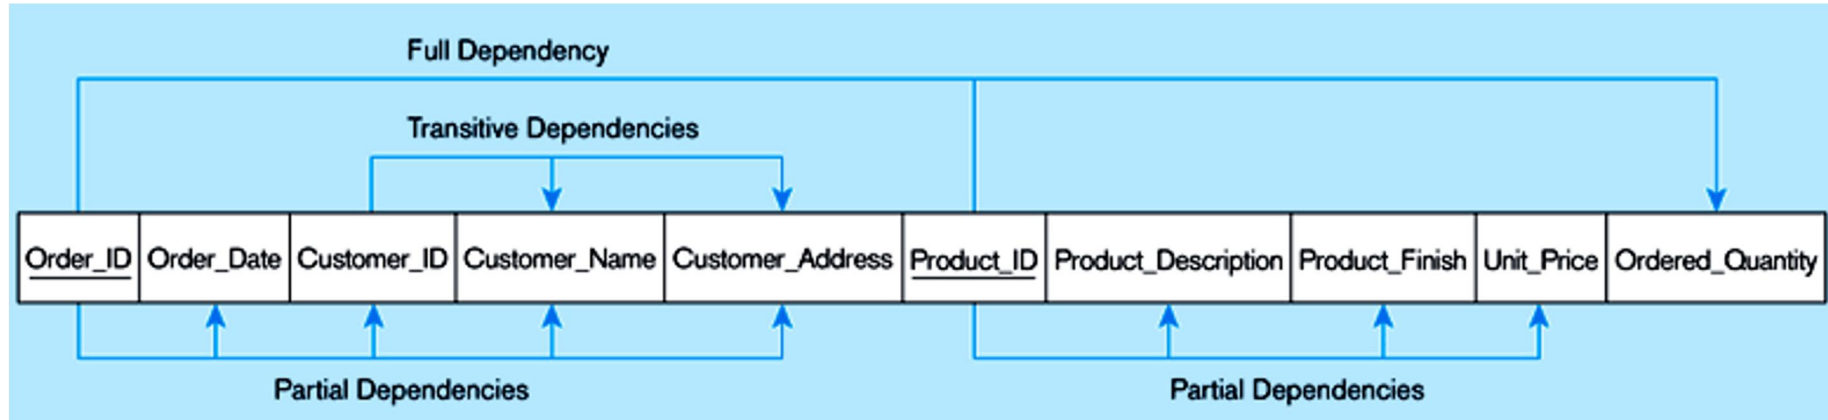 Full Dependency
Transitive Dependencies
Order_ID Order_Date Customer_ID Customer_Name Customer_Address Product_ID Product_Description Product_Finish Unit_Price Ordered_Quantity
Partial Dependencies Partial Dependencies